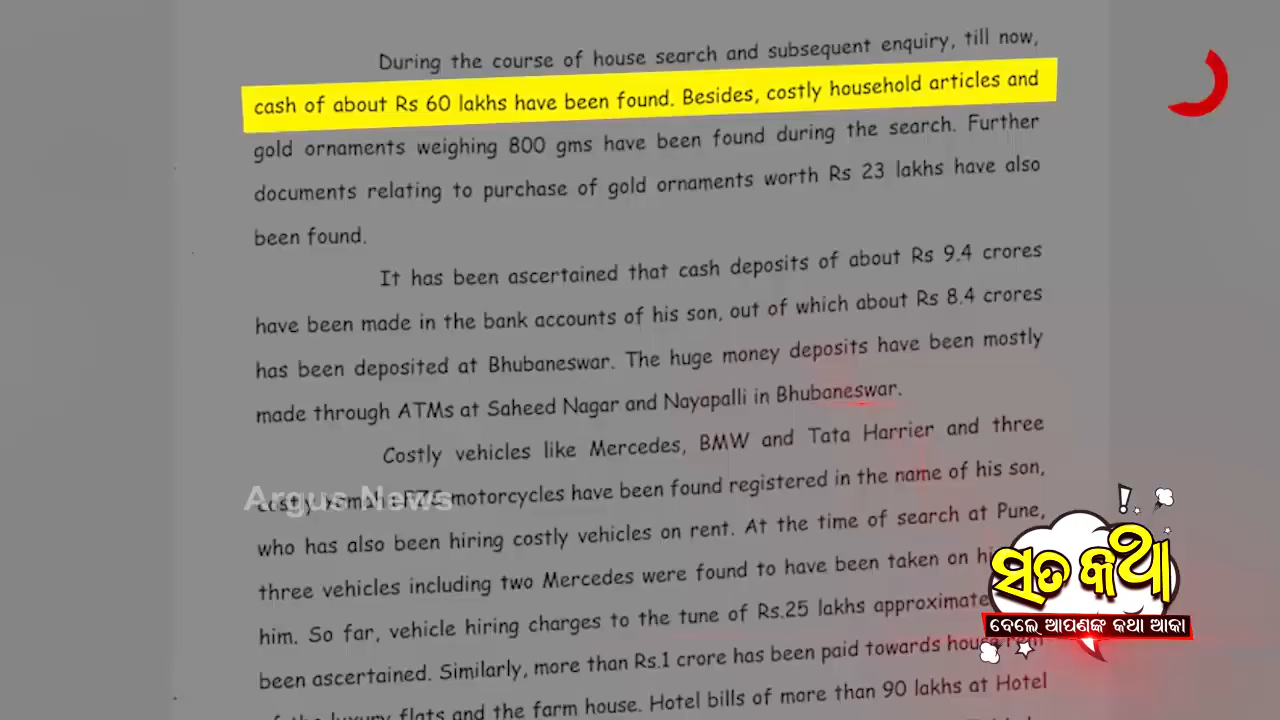 During the course of house search and subsequent enquiry, till now,
cash of about Rs 60 lakhs have been found. Besides, costly household articles and
gold ornaments weighing 800 gms have been found during the search. Further
documents relating to purchase of gold ornaments worth Rs 23 lakhs have also
been found.
It has been ascertained that cash deposits of about Rs 9.4 crores
have been made in the bank accounts of his son, out of which about Rs 8.4 crores
has been deposited at Bhubaneswar. The huge money deposits have been mostly
made through ATMs at Saheed Nagar and Nayapalli in Bhubaneswar.
Costly vehicles like Mercedes, BMW and Tata Harrier and three
motorcycles have been found registered in the name of his son,
Argus News
who has also been hiring costly vehicles on rent. At the time of search at Pune,
three vehicles including two Mercedes were found to have been taken on
him. So far, vehicle hiring charges to the tune of Rs.25 lakhs
been ascertained. Similarly, more than Rs.1 crore has been paid towards house rent
luxury flats and the farm house. Hotel bills of more than 90 lakhs at Hotel
ସତ କଥା
ବେଲେ ଆପଣଙ୍କ କଥା ଆକା